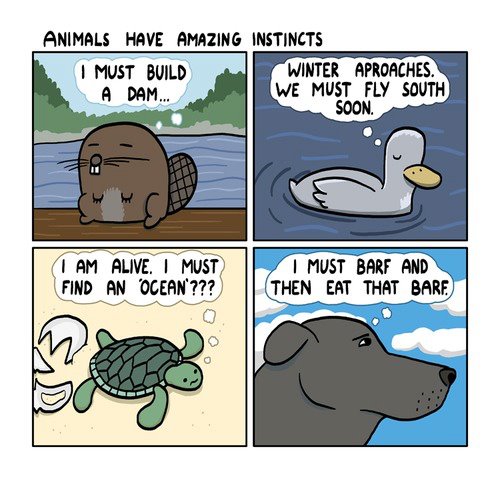 ANIMALS HAVE AMAZING INSTINCTS
I MUST BUILD
A DAM...
WINTER APROACHES.
WE MUST FLY SOUTH
SOON.
I AM ALIVE. I MUST
FIND AN 'OCEAN'???
I MUST BARF AND
THEN EAT THAT BARF.